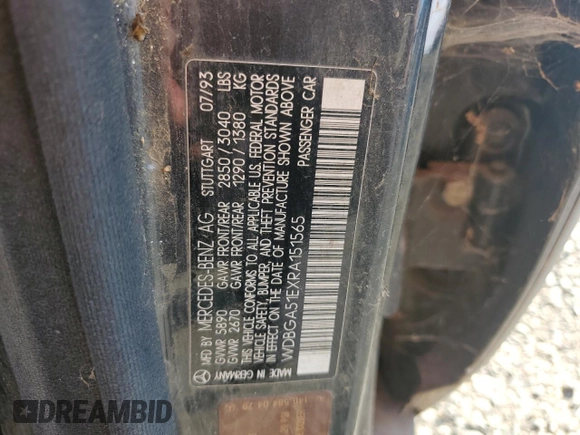 MFD BY MERCEDES-BENZ AG STUTTGART 07/93
GVWR 5890 GAWR FRONT/REAR 2850/3040 LBS
GVWR 2670 GAWR FRONT/REAR 1290/1380 KG
THIS VEHICLE CONFORMS TO ALL APPLICABLE U.S. FEDERAL MOTOR
VEHICLE SAFETY, BUMPER, AND THEFT PREVENTION STANDARDS
IN EFFECT ON THE DATE OF MANUFACTURE SHOWN ABOVE
WDBGA51EXRA151565 PASSENGER CAR
MADE IN GERMANY
AUTOBIDMASTER